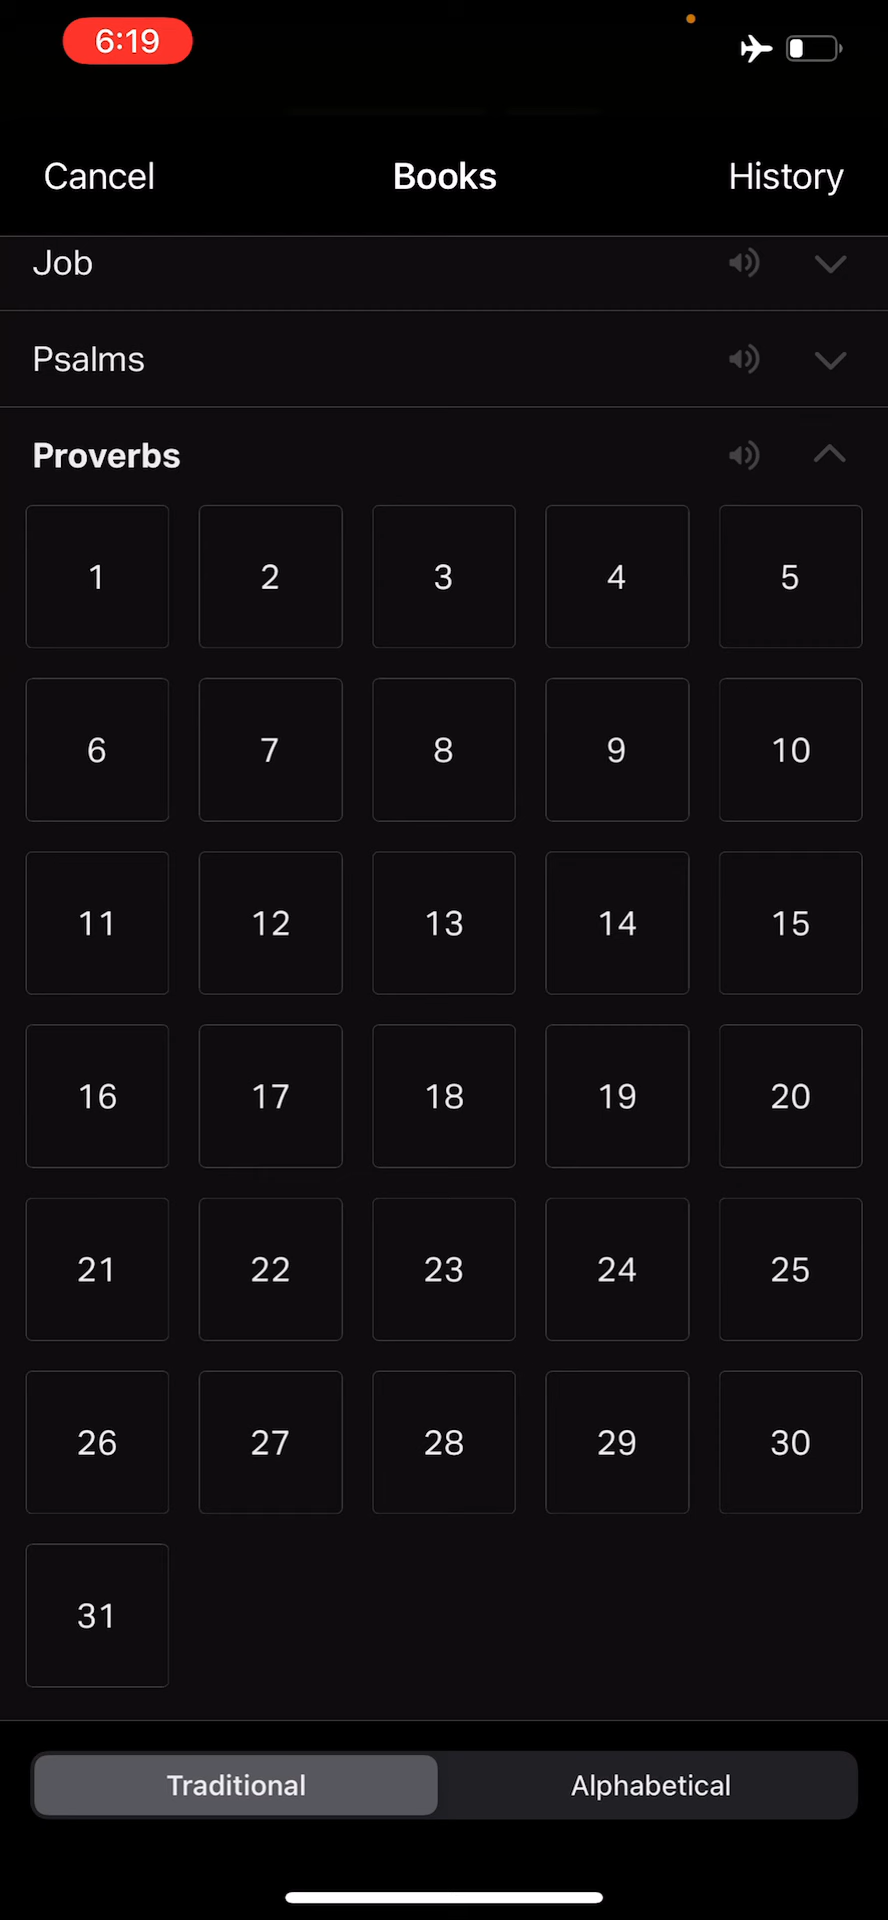 6:19
Cancel Books History
Job
Psalms
Proverbs
1 2 3 4 5
6 7 8 9 10
11 12 13 14 15
16 17 18 19 20
21 22 23 24 25
26 27 28 29 30
31
Traditional Alphabetical